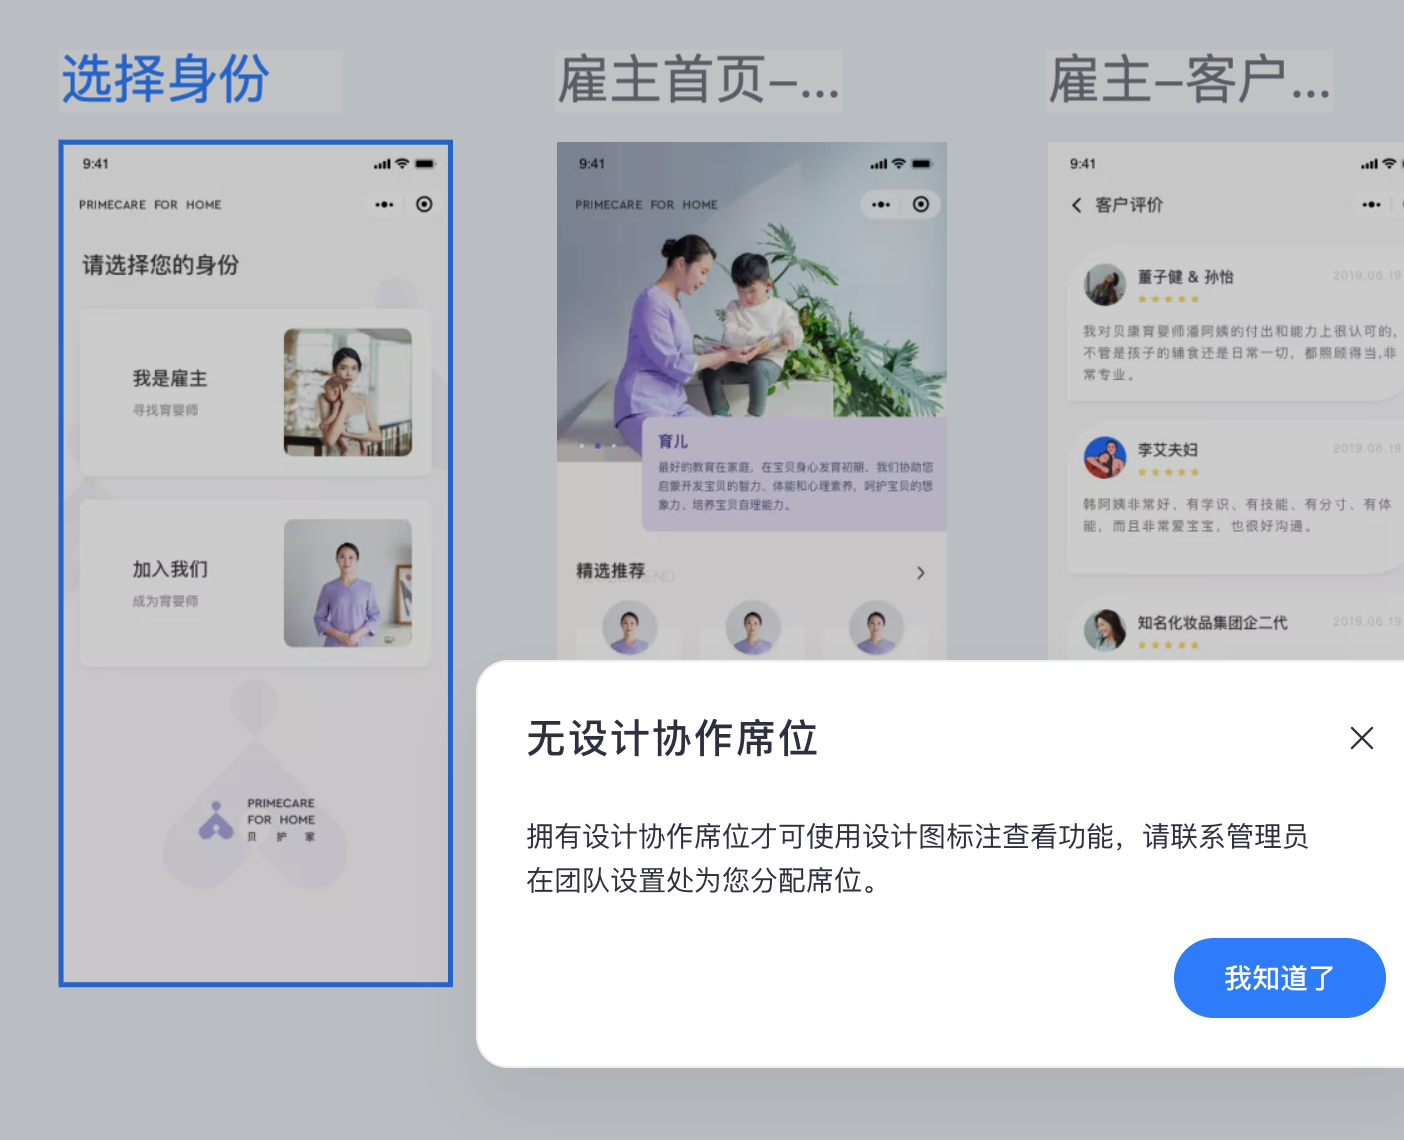 选择身份
雇主首页-...
雇主-客户...
9:41
PRIMECARE FOR HOME
请选择您的身份
我是雇主
寻找育婴师
加入我们
成为育婴师
PRIMECARE
FOR HOME
贝 护 家
9:41
PRIMECARE FOR HOME
育儿
最好的教育在家庭，在宝贝身心发育初期，我们协助您
启蒙开发宝贝的智力、体能和心理素养，呵护宝贝的想
象力、培养宝贝自理能力。
精选推荐
9:41
客户评价
董子健 & 孙怡
2019.06.19
我对贝康育婴师潘阿姨的付出和能力上很认可的，
不管是孩子的辅食还是日常一切，都照顾得当,非
常专业。
李艾夫妇
2019.06.19
韩阿姨非常好、有学识、有技能、有分寸、有体
能，而且非常爱宝宝，也很好沟通。
知名化妆品集团企二代
2019.06.19
无设计协作席位
拥有设计协作席位才可使用设计图标注查看功能，请联系管理员
在团队设置处为您分配席位。
我知道了